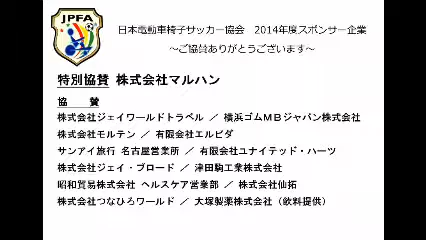 JPFA
日本電動車椅子サッカー協会　2014年度スポンサー企業
～ご協賛ありがとうございます～
特別協賛 株式会社マルハン
協　　賛
株式会社ジェイワールドトラベル ／ 横浜ゴムＭＢジャパン株式会社
株式会社モルテン ／ 有限会社エルビダ
サンアイ旅行 名古屋営業所 ／ 有限会社ユナイテッド・ハーツ
株式会社ジェイ・ブロード ／ 津田駒工業株式会社
昭和貿易株式会社 ヘルスケア営業部 ／ 株式会社仙拓
株式会社つなひろワールド ／ 大塚製薬株式会社（飲料提供）